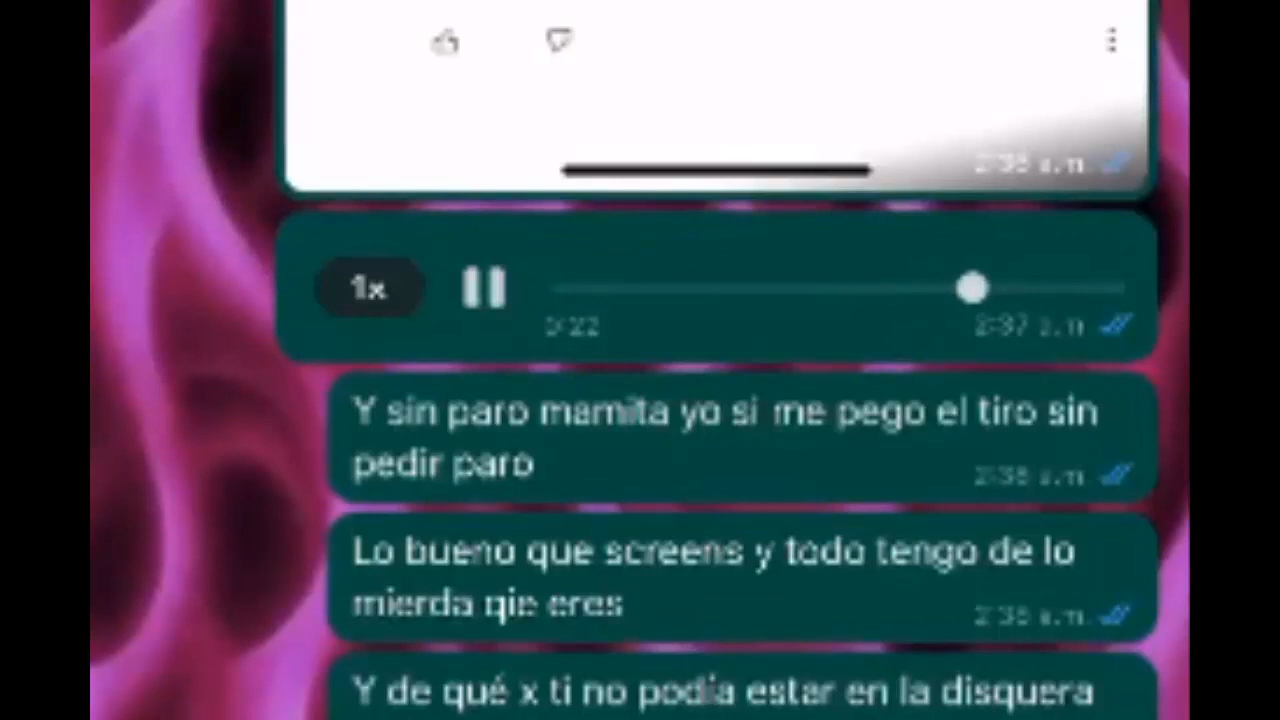 1x
Y sin paro mamita yo si me pego el tiro sin
pedir paro
Lo bueno que screens y todo tengo de lo
mierda qie eres
Y de qué x ti no podía estar en la disquera